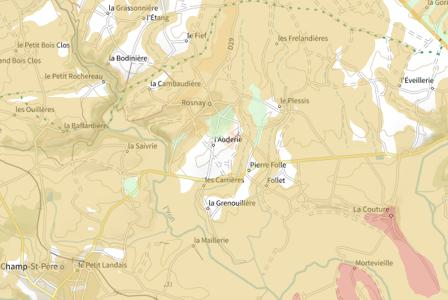 la Grassonnière
l'Étang
le Fief
D29
les Frelandières
le Petit Bois Clos
and Bois Clos
la Bodinière
le Petit Rochereau
la Cambaudière
l'Éveillerie
Rosnay
le Plessis
les Ouillères
la Ballardière
l'Auderie
la Saivrie
Pierre Folle
les Carrières
Follet
la Grenouillère
La Couture
la Maillerie
Champ-St-Père
le Petit Landais
Mortevieille